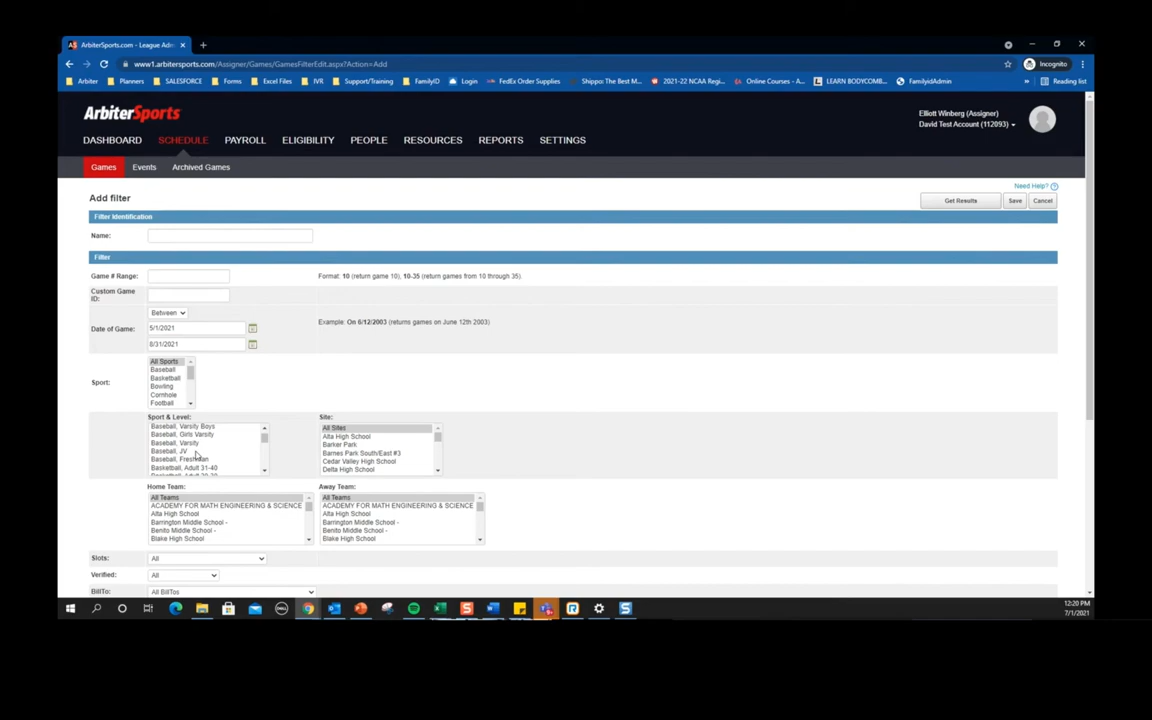 ArbiterSports.com - League Adm
www1.arbitersports.com/Assigner/Games/GamesFilterEdit.aspx?Action=Add
Incognito
Arbiter Planners SALESFORCE Forms Excel Files IVR Support/Training FamilyID Login FedEx Order Supplies Shippo: The Best M... 2021-22 NCAA Regi... Online Courses - A... LEARN BODYCOMB... FamilyidAdmin » Reading list
ArbiterSports
Elliott Winberg (Assigner)
David Test Account (112093)
DASHBOARD SCHEDULE PAYROLL ELIGIBILITY PEOPLE RESOURCES REPORTS SETTINGS
Games Events Archived Games
Need Help?
Add filter
Get Results Save Cancel
Filter Identification
Name:
Filter
Game # Range: Format: 10 (return game 10), 10-35 (return games from 10 through 35).
Custom Game
ID:
Between
Date of Game: 5/1/2021 Example: On 6/12/2003 (returns games on June 12th 2003)
8/31/2021
Sport:
All Sports
Baseball
Basketball
Bowling
Cornhole
Football
Sport & Level:
Baseball, Varsity Boys
Baseball, Girls Varsity
Baseball, Varsity
Baseball, JV
Baseball, Freshman
Basketball, Adult 31-40
Site:
All Sites
Alta High School
Barker Park
Barnes Park South/East #3
Cedar Valley High School
Delta High School
Home Team:
All Teams
ACADEMY FOR MATH ENGINEERING & SCIENCE
Alta High School
Barrington Middle School -
Benito Middle School -
Blake High School
Away Team:
All Teams
ACADEMY FOR MATH ENGINEERING & SCIENCE
Alta High School
Barrington Middle School -
Benito Middle School -
Blake High School
Slots: All
Verified: All
BillTo: All BillTos
12:20 PM
7/1/2021